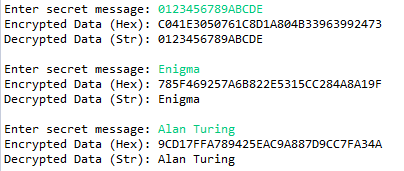 Enter secret message: 0123456789ABCDE
Encrypted Data (Hex): C041E3050761C8D1A804B33963992473
Decrypted Data (Str): 0123456789ABCDE
Enter secret message: Enigma
Encrypted Data (Hex): 785F469257A6B822E5315CC284A8A19F
Decrypted Data (Str): Enigma
Enter secret message: Alan Turing
Encrypted Data (Hex): 9CD17FFA789425EAC9A887D9CC7FA34A
Decrypted Data (Str): Alan Turing